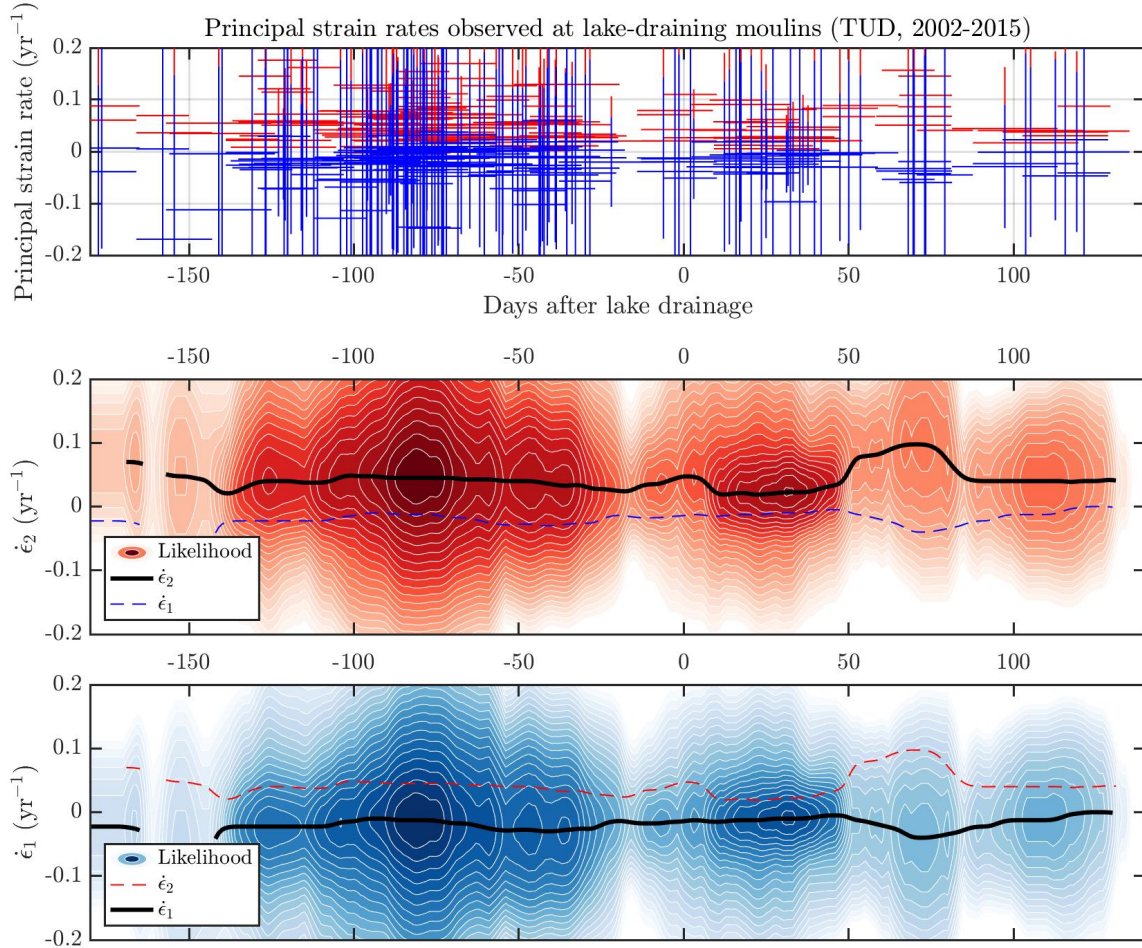 Principal strain rates observed at lake-draining moulins (TUD, 2002-2015)
Principal strain rate (yr⁻¹)
0.2
0.1
0
-0.1
-0.2
-150 -100 -50 0 50 100
Days after lake drainage
-150 -100 -50 0 50 100
ε̇₂ (yr⁻¹)
0.2
0.1
0
-0.1
-0.2
Likelihood
ε̇₂
ε̇₁
-150 -100 -50 0 50 100
ε̇₁ (yr⁻¹)
0.2
0.1
0
-0.1
-0.2
Likelihood
ε̇₂
ε̇₁